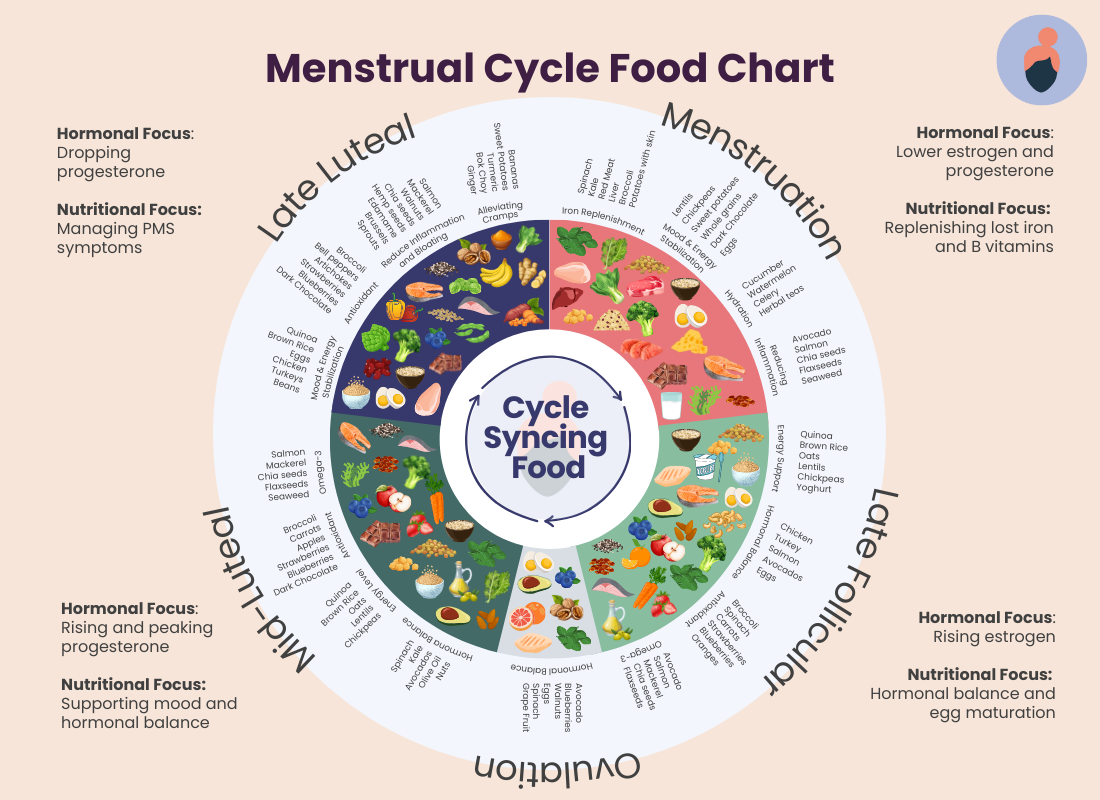 Menstrual Cycle Food Chart
Hormonal Focus:
Dropping
progesterone
Nutritional Focus:
Managing PMS
symptoms
Hormonal Focus:
Lower estrogen and
progesterone
Nutritional Focus:
Replenishing lost iron
and B vitamins
Menstruation
Iron Replenishment
Spinach
Kale
Red Meat
Liver
Broccoli
Potatoes with skin
Mood & Energy
Stabilization
Lentils
Chickpeas
Sweet potatoes
Whole grains
Dark Chocolate
Eggs
Hydration
Cucumber
Watermelon
Celery
Herbal teas
Reducing
Inflammation
Avocado
Salmon
Chia seeds
Flaxseeds
Seaweed
Late Follicular
Energy Support
Quinoa
Brown Rice
Oats
Lentils
Chickpeas
Yoghurt
Hormonal Balance
Chicken
Turkey
Salmon
Avocados
Eggs
Antioxidant
Broccoli
Spinach
Carrots
Strawberries
Blueberries
Oranges
Omega-3
Avocado
Salmon
Mackerel
Chia seeds
Flaxseeds
Ovulation
Hormonal Balance
Avocado
Blueberries
Walnuts
Eggs
Spinach
Grape Fruit
Mid-Luteal
Hormonal Balance
Spinach
Kale
Avocados
Olive Oil
Nuts
Energy Level
Quinoa
Brown Rice
Oats
Lentils
Chickpeas
Antioxidant
Broccoli
Carrots
Apples
Strawberries
Blueberries
Dark Chocolate
Omega-3
Salmon
Mackerel
Chia seeds
Flaxseeds
Seaweed
Late Luteal
Mood & Energy
Stabilization
Quinoa
Brown Rice
Eggs
Chicken
Turkeys
Beans
Antioxidant
Broccoli
Bell peppers
Artichokes
Strawberries
Blueberries
Dark Chocolate
Reduce Inflammation
and Bloating
Salmon
Mackerel
Walnuts
Chia seeds
Hemp seeds
Edamame
Brussels
Sprouts
Alleviating
Cramps
Bananas
Sweet Potatoes
Turmeric
Bok Choy
Ginger
Cycle
Syncing
Food
Hormonal Focus:
Rising and peaking
progesterone
Nutritional Focus:
Supporting mood and
hormonal balance
Hormonal Focus:
Rising estrogen
Nutritional Focus:
Hormonal balance and
egg maturation